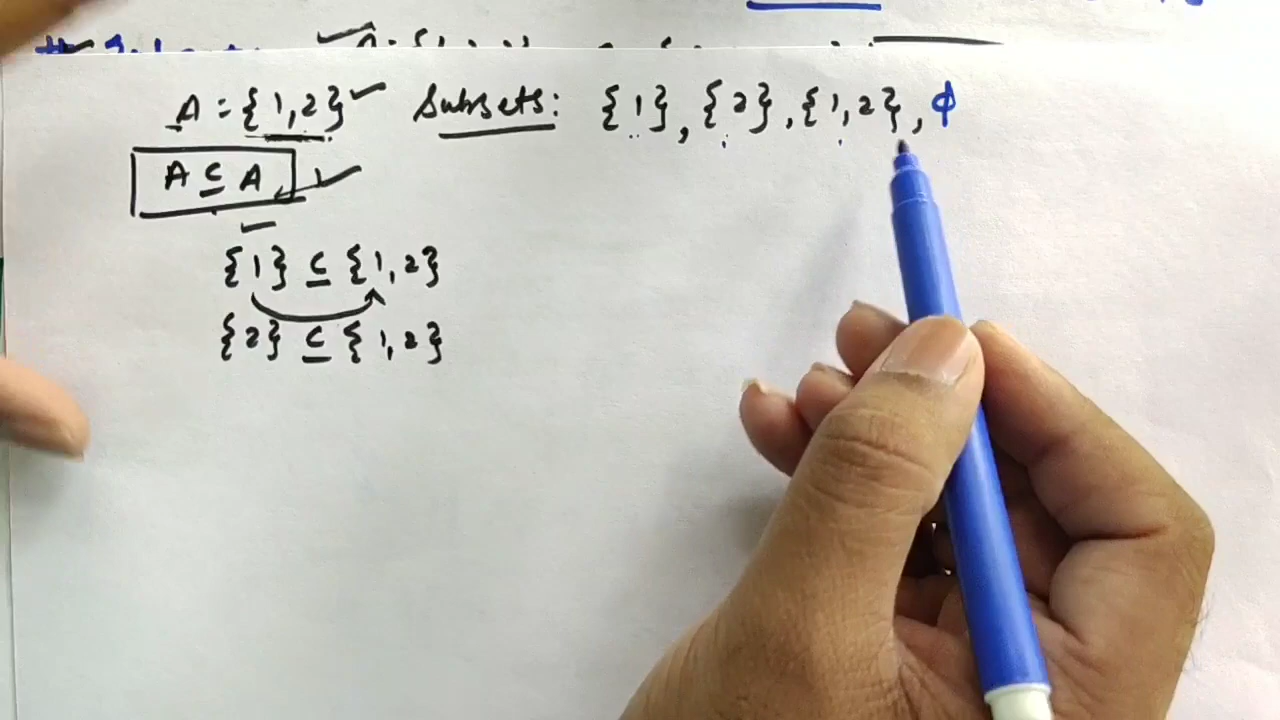 A = {1,2} Subsets: {1}, {2}, {1,2}, ϕ
A ⊆ A
{1} ⊆ {1,2}
{2} ⊆ {1,2}